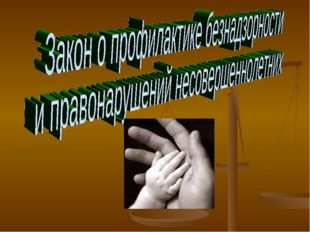 Закон о профилактике безнадзорности
и правонарушений несовершеннолетних